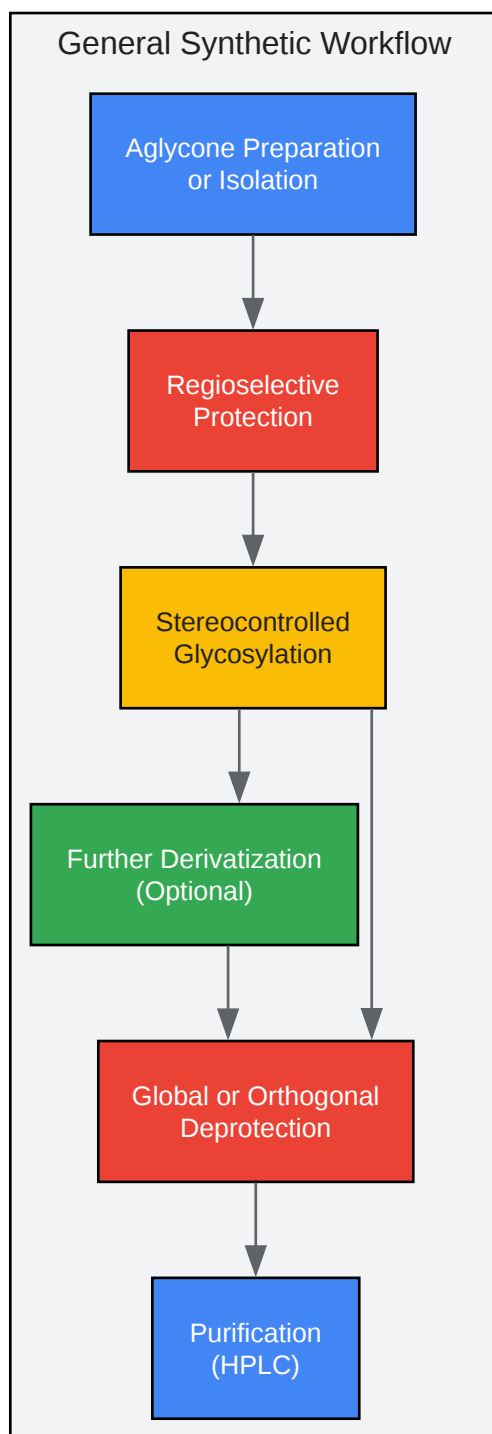 General Synthetic Workflow
Aglycone Preparation
or Isolation
Regioselective
Protection
Stereocontrolled
Glycosylation
Further Derivatization
(Optional)
Global or Orthogonal
Deprotection
Purification
(HPLC)